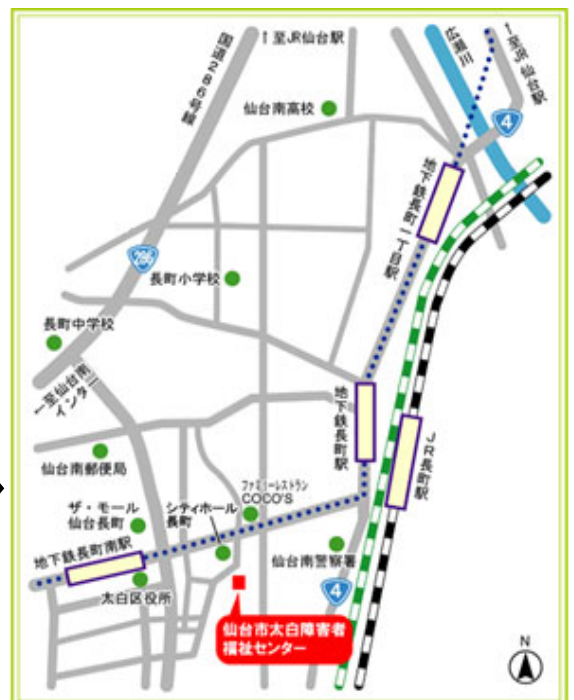 ↑至JR仙台駅
国道286号線
広瀬川
↑至JR仙台駅
仙台南高校
4
地下鉄長町一丁目駅
286
長町小学校
長町中学校
←至仙台南
インター
地下鉄長町駅
JR長町駅
仙台南郵便局
ファミリーレストラン
COCO'S
ザ・モール
仙台長町
シティホール
長町
地下鉄長町南駅
仙台南警察署
太白区役所
4
仙台市太白障害者
福祉センター
N